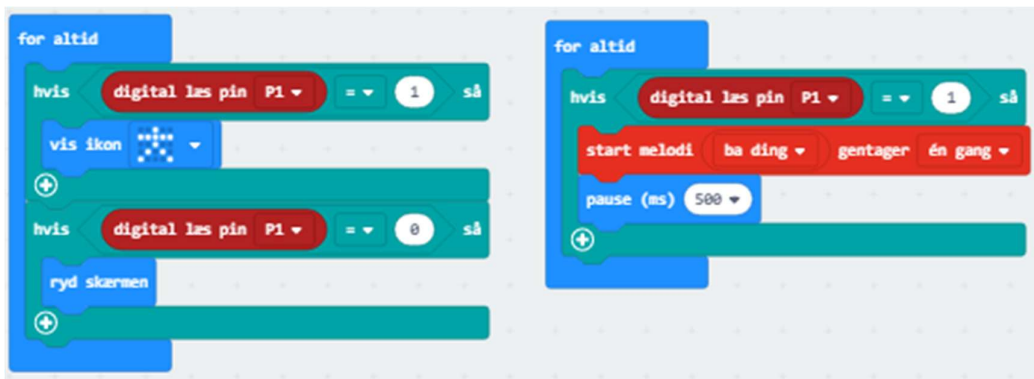 for altid
hvis digital læs pin P1 = 1 så
vis ikon
hvis digital læs pin P1 = 0 så
ryd skærmen
for altid
hvis digital læs pin P1 = 1 så
start melodi ba ding gentager én gang
pause (ms) 500